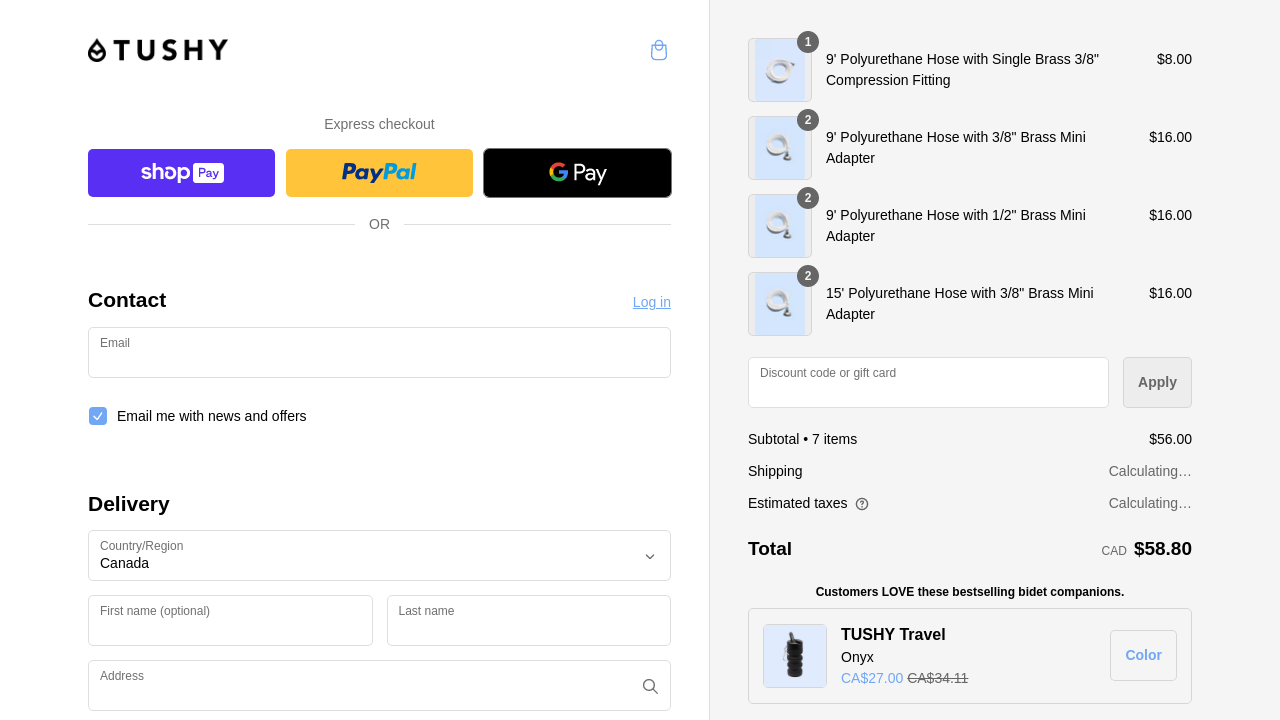 TUSHY
Express checkout
shop Pay
PayPal
G Pay
OR
Contact
Log in
Email
Email me with news and offers
Delivery
Country/Region
Canada
First name (optional)
Last name
Address
1
9' Polyurethane Hose with Single Brass 3/8"
Compression Fitting
$8.00
2
9' Polyurethane Hose with 3/8" Brass Mini
Adapter
$16.00
2
9' Polyurethane Hose with 1/2" Brass Mini
Adapter
$16.00
2
15' Polyurethane Hose with 3/8" Brass Mini
Adapter
$16.00
Discount code or gift card
Apply
Subtotal • 7 items
$56.00
Shipping
Calculating…
Estimated taxes
Calculating…
Total
CAD $58.80
Customers LOVE these bestselling bidet companions.
TUSHY Travel
Onyx
CA$27.00 CA$34.11
Color